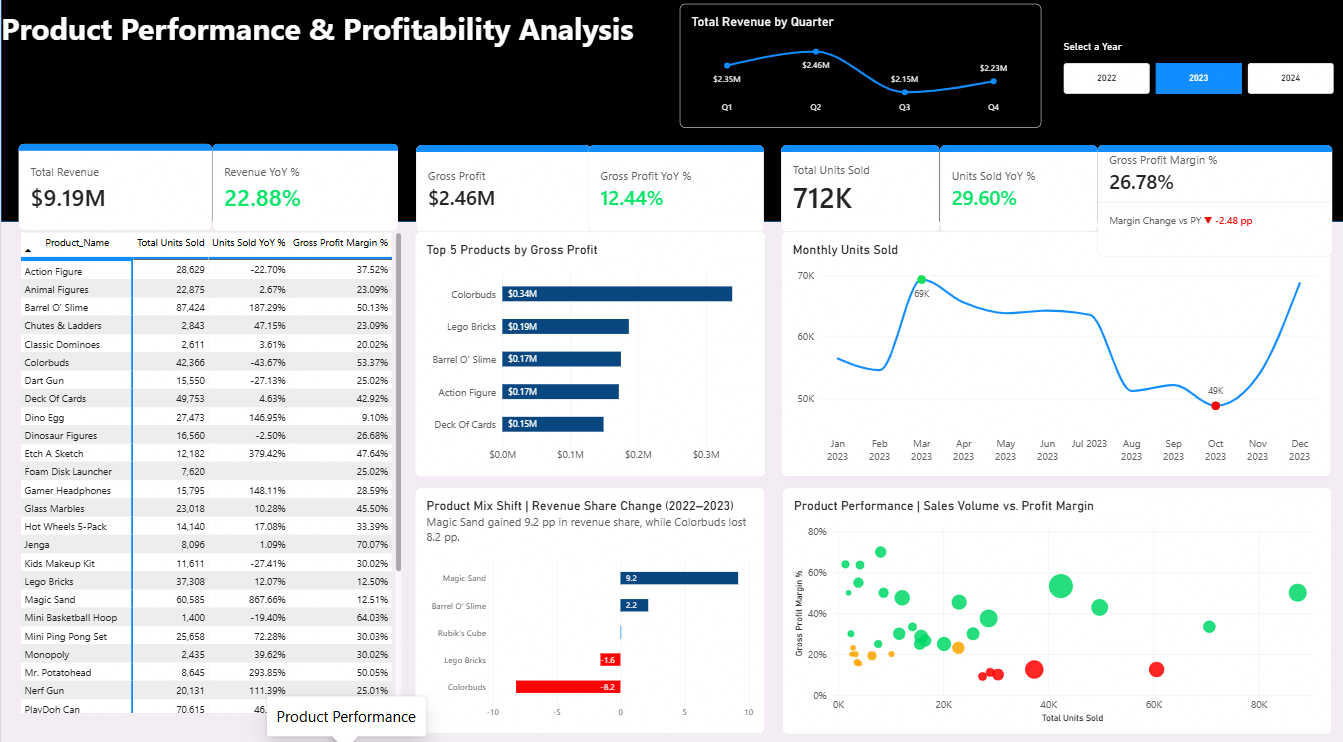 Product Performance & Profitability Analysis
Total Revenue by Quarter
$2.35M
$2.46M
$2.15M
$2.23M
Q1 Q2 Q3 Q4
Select a Year
2022 2023 2024
Total Revenue
$9.19M
Revenue YoY %
22.88%
Gross Profit
$2.46M
Gross Profit YoY %
12.44%
Total Units Sold
712K
Units Sold YoY %
29.60%
Gross Profit Margin %
26.78%
Margin Change vs PY ▼ -2.48 pp
Product_Name Total Units Sold Units Sold YoY % Gross Profit Margin %
Action Figure 28,629 -22.70% 37.52%
Animal Figures 22,875 2.67% 23.09%
Barrel O' Slime 87,424 187.29% 50.13%
Chutes & Ladders 2,843 47.15% 23.09%
Classic Dominoes 2,611 3.61% 20.02%
Colorbuds 42,366 -43.67% 53.37%
Dart Gun 15,550 -27.13% 25.02%
Deck Of Cards 49,753 4.63% 42.92%
Dino Egg 27,473 146.95% 9.10%
Dinosaur Figures 16,560 -2.50% 26.68%
Etch A Sketch 12,182 379.42% 47.64%
Foam Disk Launcher 7,620 25.02%
Gamer Headphones 15,795 148.11% 28.59%
Glass Marbles 23,018 10.28% 45.50%
Hot Wheels 5-Pack 14,140 17.08% 33.39%
Jenga 8,096 1.09% 70.07%
Kids Makeup Kit 11,611 -27.41% 30.02%
Lego Bricks 37,308 12.07% 12.50%
Magic Sand 60,585 867.66% 12.51%
Mini Basketball Hoop 1,400 -19.40% 64.03%
Mini Ping Pong Set 25,658 72.28% 30.03%
Monopoly 2,435 39.62% 30.02%
Mr. Potatohead 8,645 293.85% 50.05%
Nerf Gun 20,131 111.39% 25.01%
PlayDoh Can 70,615 46.
Product Performance
Top 5 Products by Gross Profit
Colorbuds $0.34M
Lego Bricks $0.19M
Barrel O' Slime $0.17M
Action Figure $0.17M
Deck Of Cards $0.15M
$0.0M $0.1M $0.2M $0.3M
Monthly Units Sold
70K
60K
50K
69K
49K
Jan 2023
Feb 2023
Mar 2023
Apr 2023
May 2023
Jun 2023
Jul 2023
Aug 2023
Sep 2023
Oct 2023
Nov 2023
Dec 2023
Product Mix Shift | Revenue Share Change (2022–2023)
Magic Sand gained 9.2 pp in revenue share, while Colorbuds lost
8.2 pp.
Magic Sand 9.2
Barrel O' Slime 2.2
Rubik's Cube
Lego Bricks -1.6
Colorbuds -8.2
-10 -5 0 5 10
Product Performance | Sales Volume vs. Profit Margin
Gross Profit Margin %
80%
60%
40%
20%
0%
0K 20K 40K 60K 80K
Total Units Sold